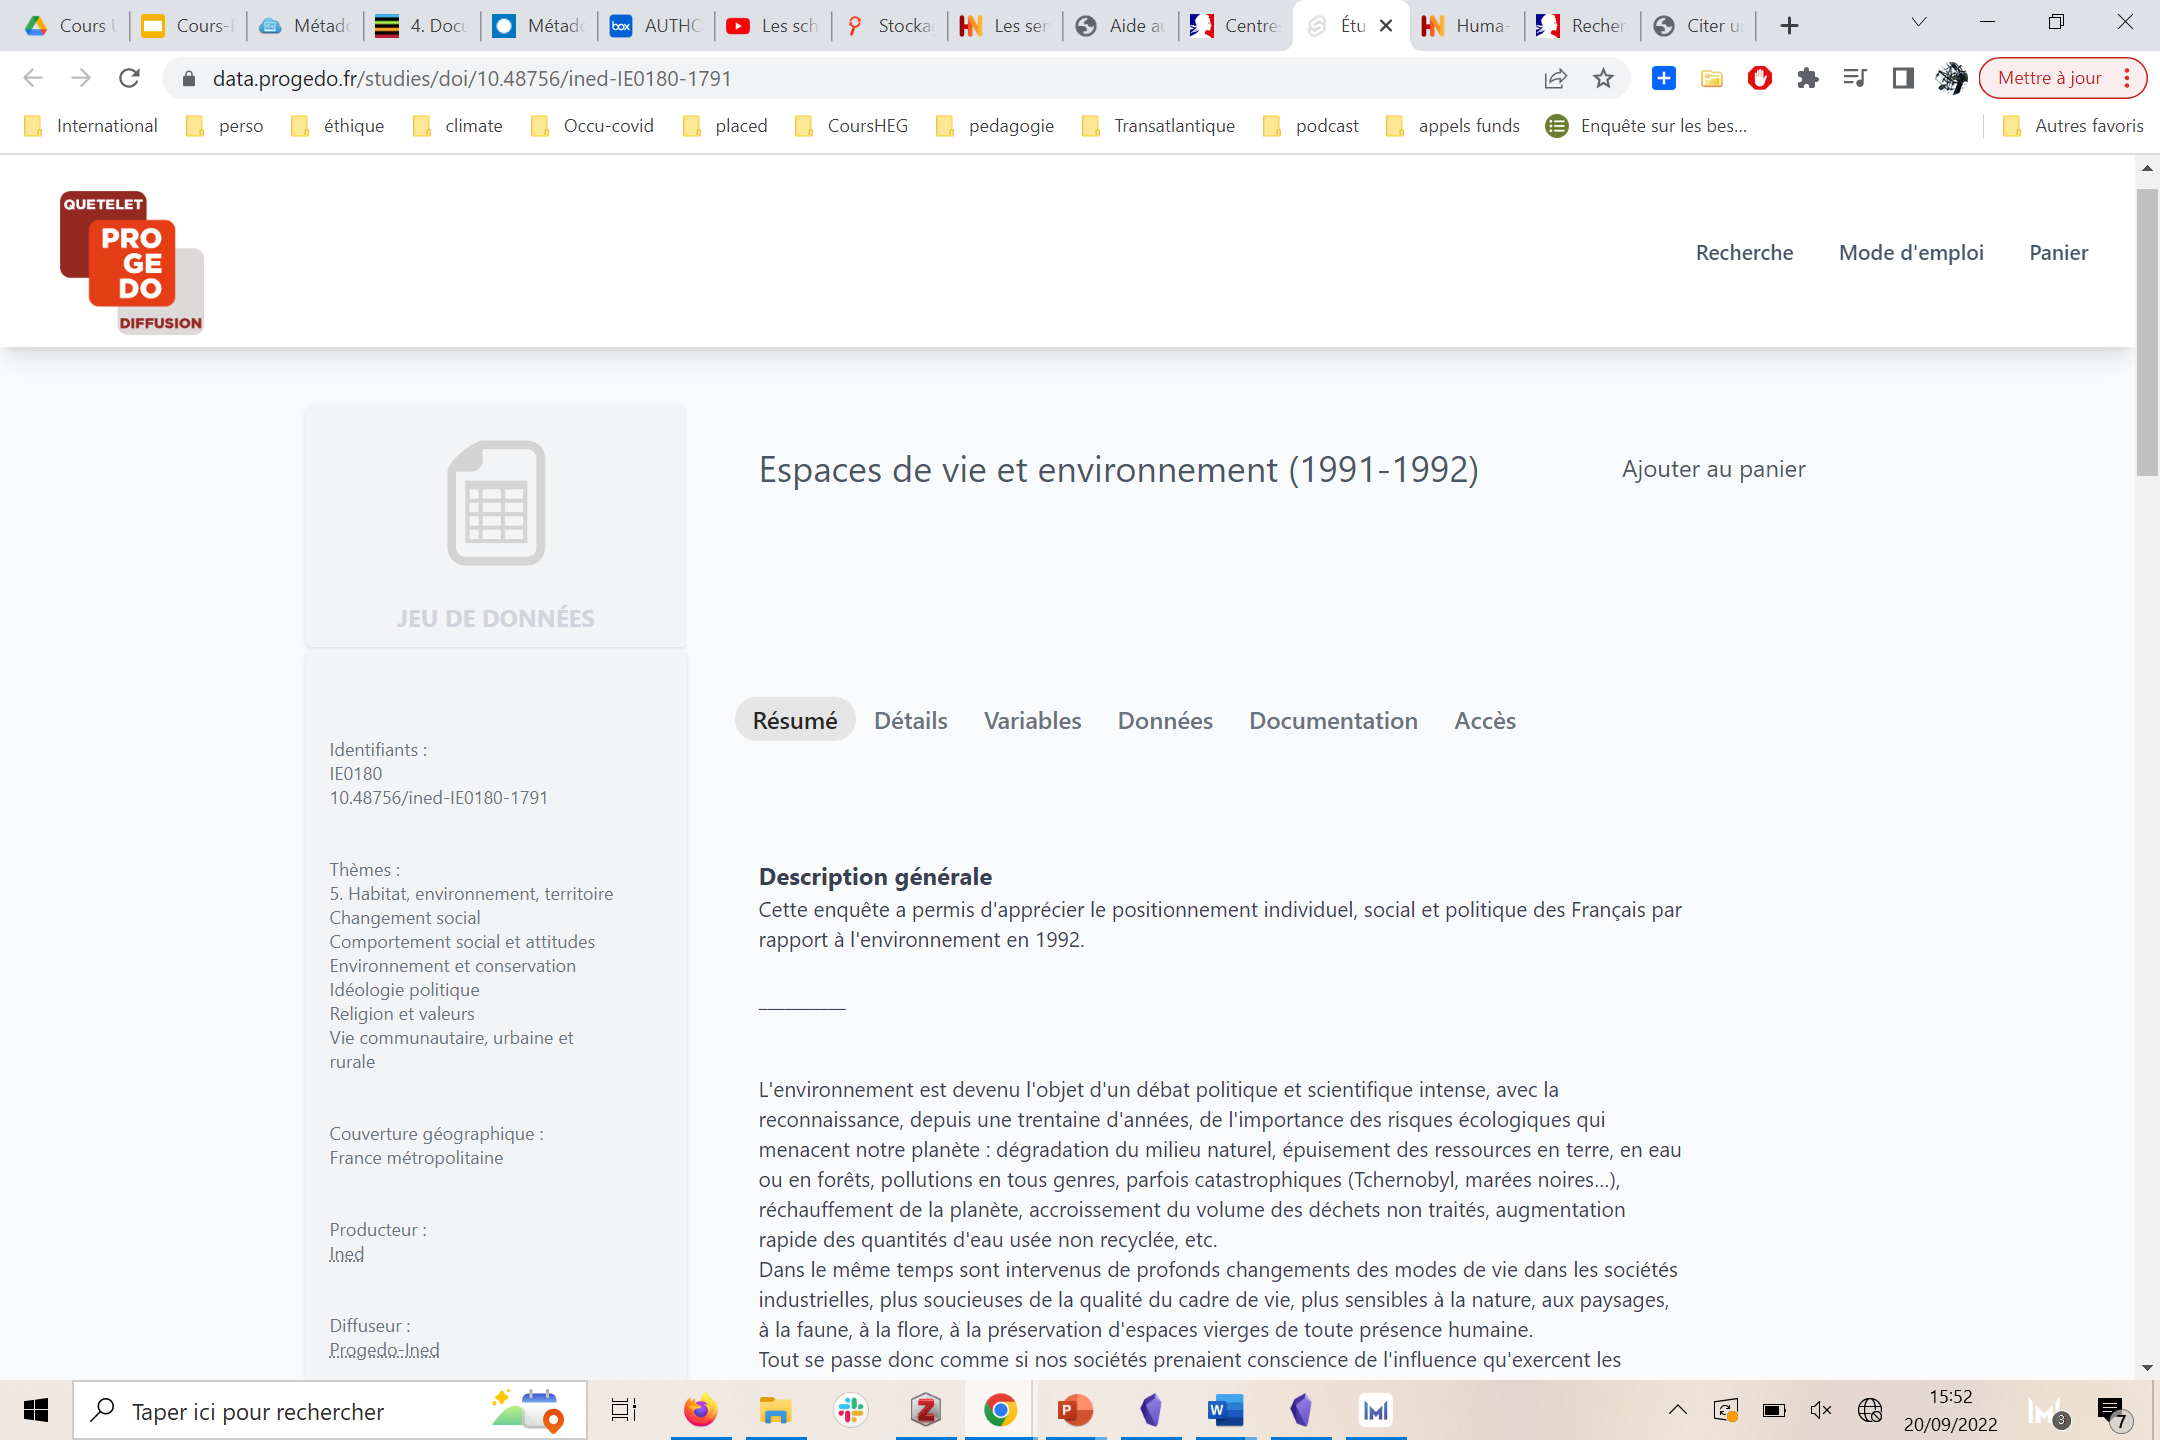 Cours
Cours-
Métad
4. Docu
Métad
box
AUTHO
Les sch
Stocka
Les ser
Aide au
Centre
Étu
Huma-
Recher
Citer u
data.progedo.fr/studies/doi/10.48756/ined-IE0180-1791
Mettre à jour
International
perso
éthique
climate
Occu-covid
placed
CoursHEG
pedagogie
Transatlantique
podcast
appels funds
Enquête sur les bes...
Autres favoris
QUETELET
PRO
GE
DO
DIFFUSION
Recherche
Mode d'emploi
Panier
JEU DE DONNÉES
Espaces de vie et environnement (1991-1992)
Ajouter au panier
Identifiants :
IE0180
10.48756/ined-IE0180-1791
Thèmes :
5. Habitat, environnement, territoire
Changement social
Comportement social et attitudes
Environnement et conservation
Idéologie politique
Religion et valeurs
Vie communautaire, urbaine et
rurale
Couverture géographique :
France métropolitaine
Producteur :
Ined
Diffuseur :
Progedo-Ined
Résumé
Détails
Variables
Données
Documentation
Accès
Description générale
Cette enquête a permis d'apprécier le positionnement individuel, social et politique des Français par
rapport à l'environnement en 1992.
L'environnement est devenu l'objet d'un débat politique et scientifique intense, avec la
reconnaissance, depuis une trentaine d'années, de l'importance des risques écologiques qui
menacent notre planète : dégradation du milieu naturel, épuisement des ressources en terre, en eau
ou en forêts, pollutions en tous genres, parfois catastrophiques (Tchernobyl, marées noires...),
réchauffement de la planète, accroissement du volume des déchets non traités, augmentation
rapide des quantités d'eau usée non recyclée, etc.
Dans le même temps sont intervenus de profonds changements des modes de vie dans les sociétés
industrielles, plus soucieuses de la qualité du cadre de vie, plus sensibles à la nature, aux paysages,
à la faune, à la flore, à la préservation d'espaces vierges de toute présence humaine.
Tout se passe donc comme si nos sociétés prenaient conscience de l'influence qu'exercent les
Taper ici pour rechercher
15:52
20/09/2022
3
7